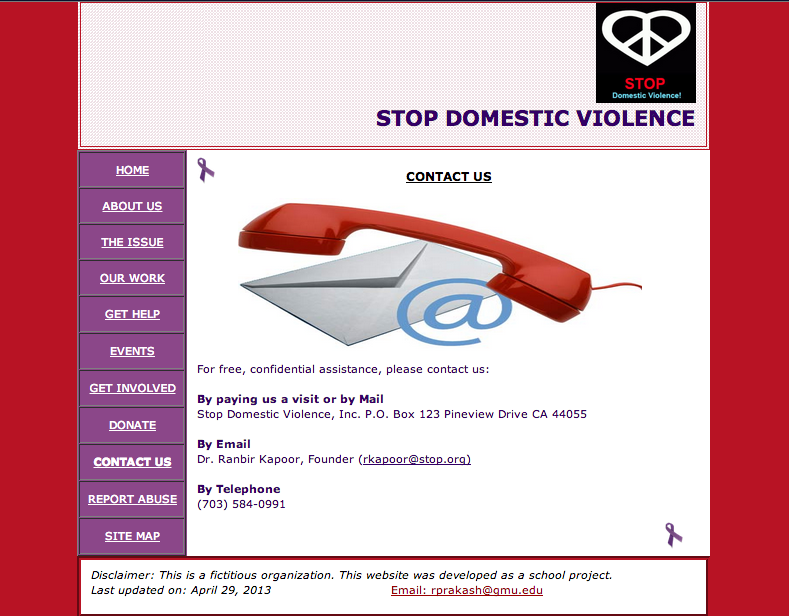 STOP
Domestic Violence!
STOP DOMESTIC VIOLENCE
HOME
ABOUT US
THE ISSUE
OUR WORK
GET HELP
EVENTS
GET INVOLVED
DONATE
CONTACT US
REPORT ABUSE
SITE MAP
CONTACT US
@
For free, confidential assistance, please contact us:
By paying us a visit or by Mail
Stop Domestic Violence, Inc. P.O. Box 123 Pineview Drive CA 44055
By Email
Dr. Ranbir Kapoor, Founder (rkapoor@stop.org)
By Telephone
(703) 584-0991
Disclaimer: This is a fictitious organization. This website was developed as a school project.
Last updated on: April 29, 2013 Email: rprakash@gmu.edu